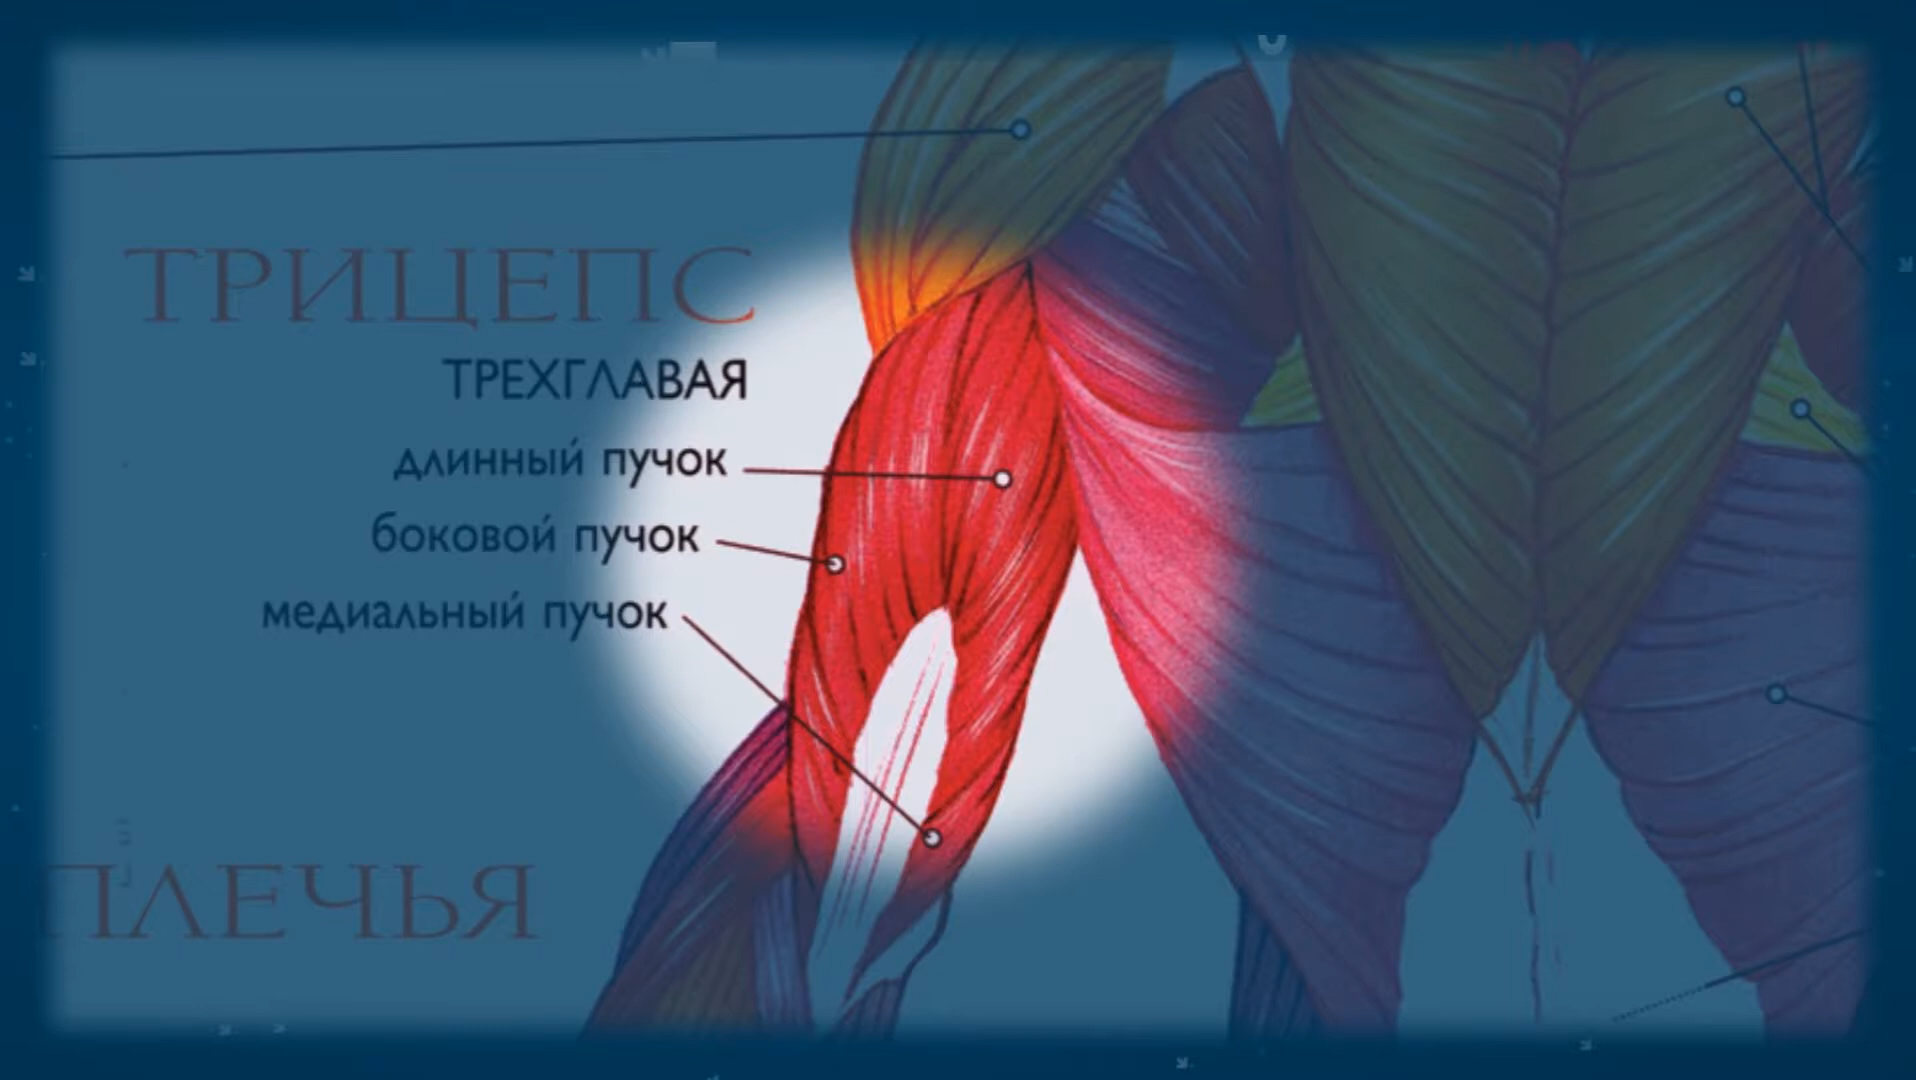 ТРИЦЕПС
ТРЕХГЛАВАЯ
длинный пучок
боковой пучок
медиальный пучок
ПЛЕЧЬЯ